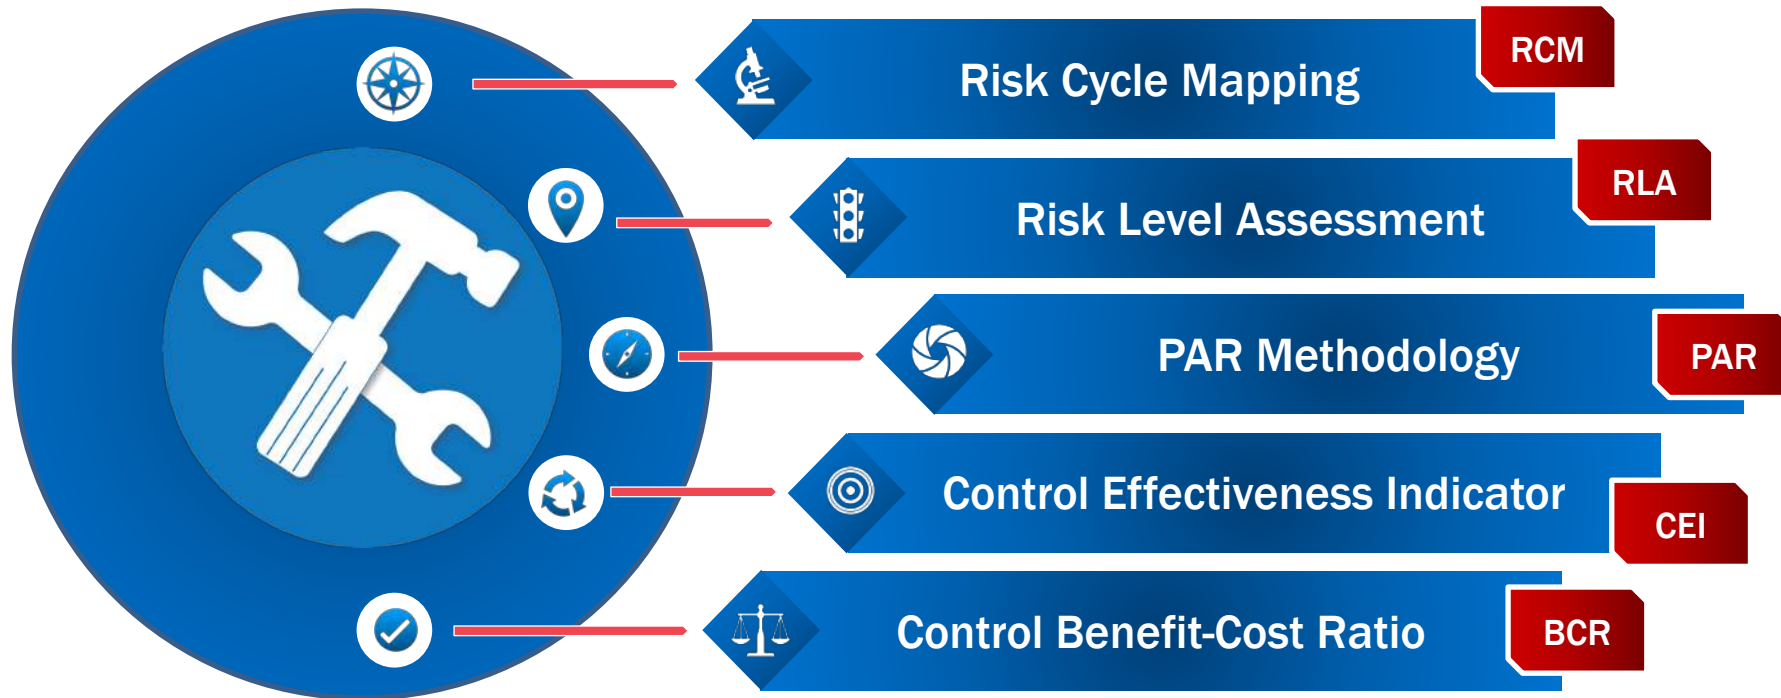 Risk Cycle Mapping
RCM
Risk Level Assessment
RLA
PAR Methodology
PAR
Control Effectiveness Indicator
CEI
Control Benefit-Cost Ratio
BCR